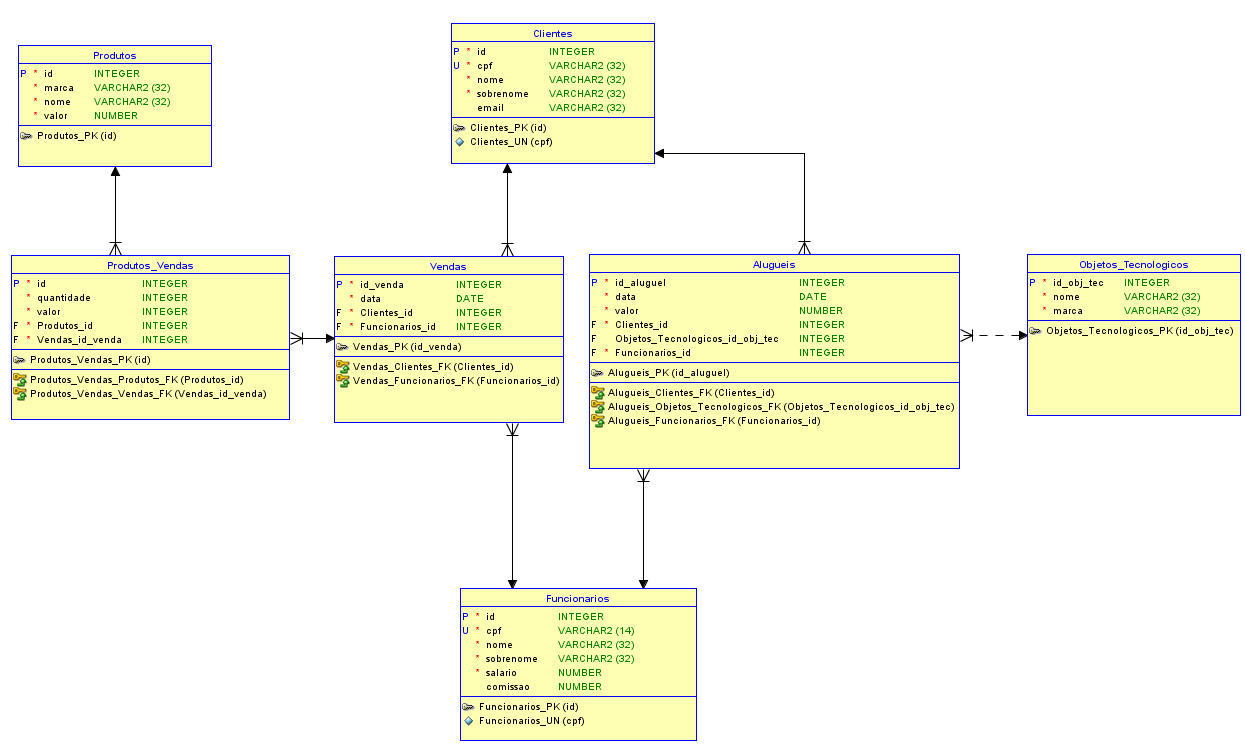 Produtos
P * id INTEGER
* marca VARCHAR2 (32)
* nome VARCHAR2 (32)
* valor NUMBER
Produtos_PK (id)
Clientes
P * id INTEGER
U * cpf VARCHAR2 (32)
* nome VARCHAR2 (32)
* sobrenome VARCHAR2 (32)
email VARCHAR2 (32)
Clientes_PK (id)
Clientes_UN (cpf)
Produtos_Vendas
P * id INTEGER
* quantidade INTEGER
* valor INTEGER
F * Produtos_id INTEGER
F * Vendas_id_venda INTEGER
Produtos_Vendas_PK (id)
Produtos_Vendas_Produtos_FK (Produtos_id)
Produtos_Vendas_Vendas_FK (Vendas_id_venda)
Vendas
P * id_venda INTEGER
* data DATE
F * Clientes_id INTEGER
F * Funcionarios_id INTEGER
Vendas_PK (id_venda)
Vendas_Clientes_FK (Clientes_id)
Vendas_Funcionarios_FK (Funcionarios_id)
Alugueis
P * id_aluguel INTEGER
* data DATE
* valor NUMBER
F * Clientes_id INTEGER
F Objetos_Tecnologicos_id_obj_tec INTEGER
F * Funcionarios_id INTEGER
Alugueis_PK (id_aluguel)
Alugueis_Clientes_FK (Clientes_id)
Alugueis_Objetos_Tecnologicos_FK (Objetos_Tecnologicos_id_obj_tec)
Alugueis_Funcionarios_FK (Funcionarios_id)
Objetos_Tecnologicos
P * id_obj_tec INTEGER
* nome VARCHAR2 (32)
* marca VARCHAR2 (32)
Objetos_Tecnologicos_PK (id_obj_tec)
Funcionarios
P * id INTEGER
U * cpf VARCHAR2 (14)
* nome VARCHAR2 (32)
* sobrenome VARCHAR2 (32)
* salario NUMBER
comissao NUMBER
Funcionarios_PK (id)
Funcionarios_UN (cpf)